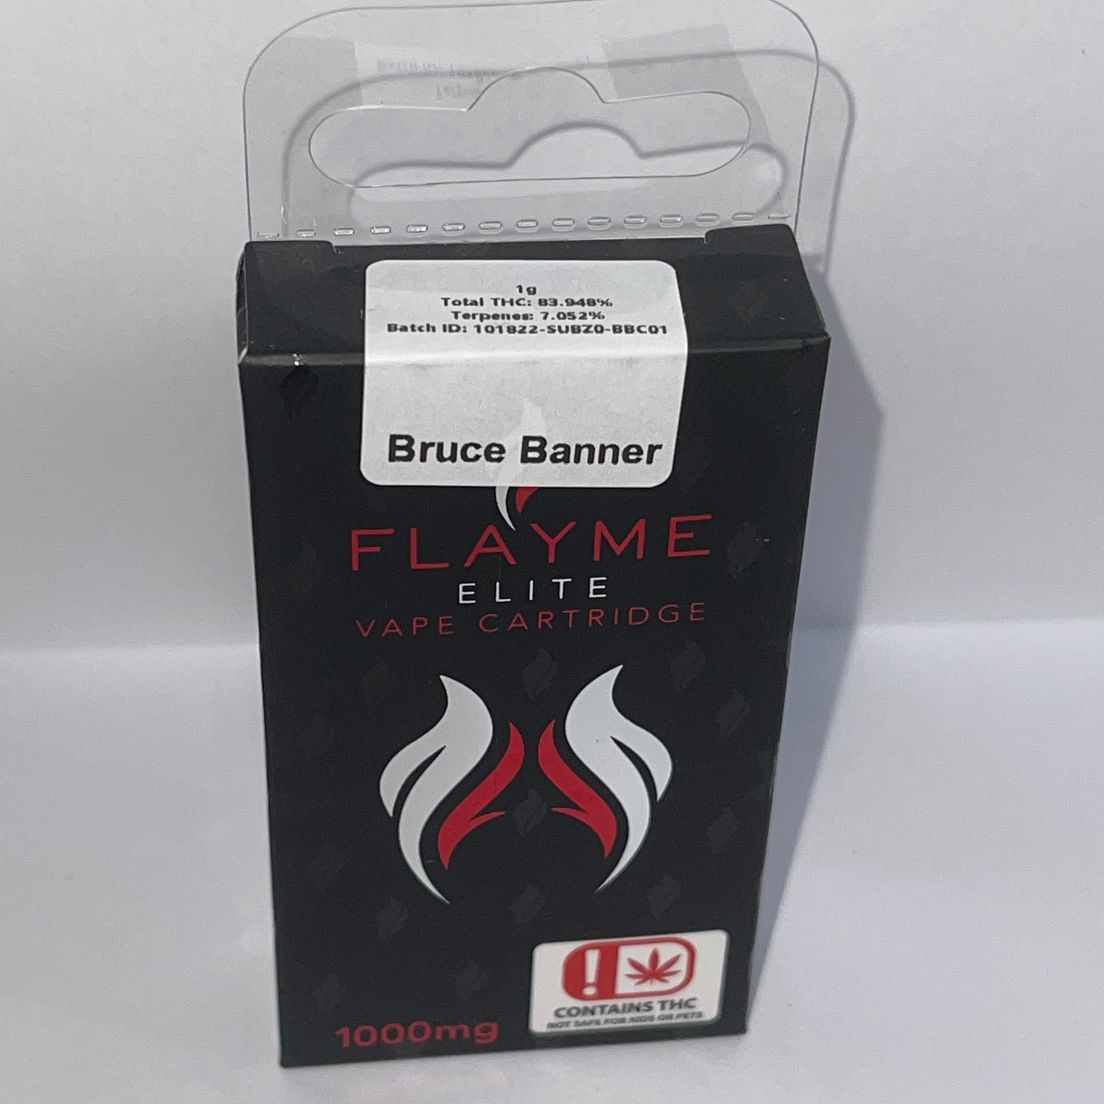 1g
Total THC: 83.948%
Terpenes: 7.052%
Batch ID: 101822-SUBZ0-BBC01
Bruce Banner
FLAYME
ELITE
VAPE CARTRIDGE
CONTAINS THC
NOT SAFE FOR KIDS OR PETS
1000mg